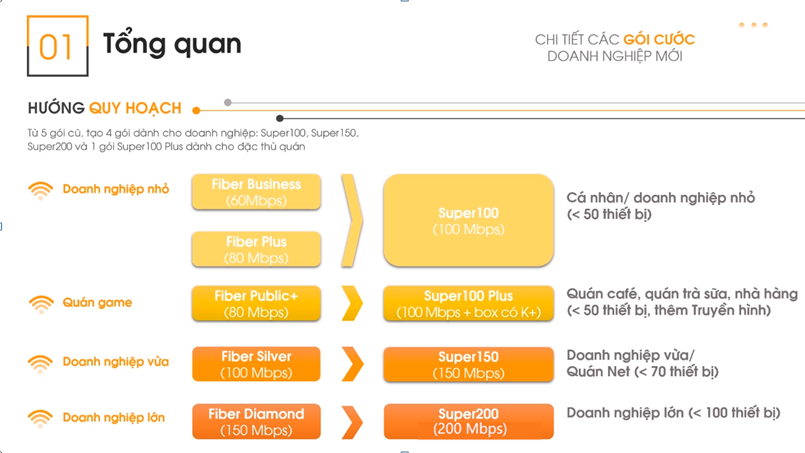 01
Tổng quan
CHI TIẾT CÁC GÓI CƯỚC
DOANH NGHIỆP MỚI
HƯỚNG QUY HOẠCH
Từ 5 gói cũ, tạo 4 gói dành cho doanh nghiệp: Super100, Super150,
Super200 và 1 gói Super100 Plus dành cho đặc thù quán
Doanh nghiệp nhỏ
Fiber Business
(60Mbps)
Fiber Plus
(80 Mbps)
Super100
(100 Mbps)
Cá nhân/ doanh nghiệp nhỏ
(< 50 thiết bị)
Quán game
Fiber Public+
(80 Mbps)
Super100 Plus
(100 Mbps + box có K+)
Quán café, quán trà sữa, nhà hàng
(< 50 thiết bị, thêm Truyền hình)
Doanh nghiệp vừa
Fiber Silver
(100 Mbps)
Super150
(150 Mbps)
Doanh nghiệp vừa/
Quán Net (< 70 thiết bị)
Doanh nghiệp lớn
Fiber Diamond
(150 Mbps)
Super200
(200 Mbps)
Doanh nghiệp lớn (< 100 thiết bị)